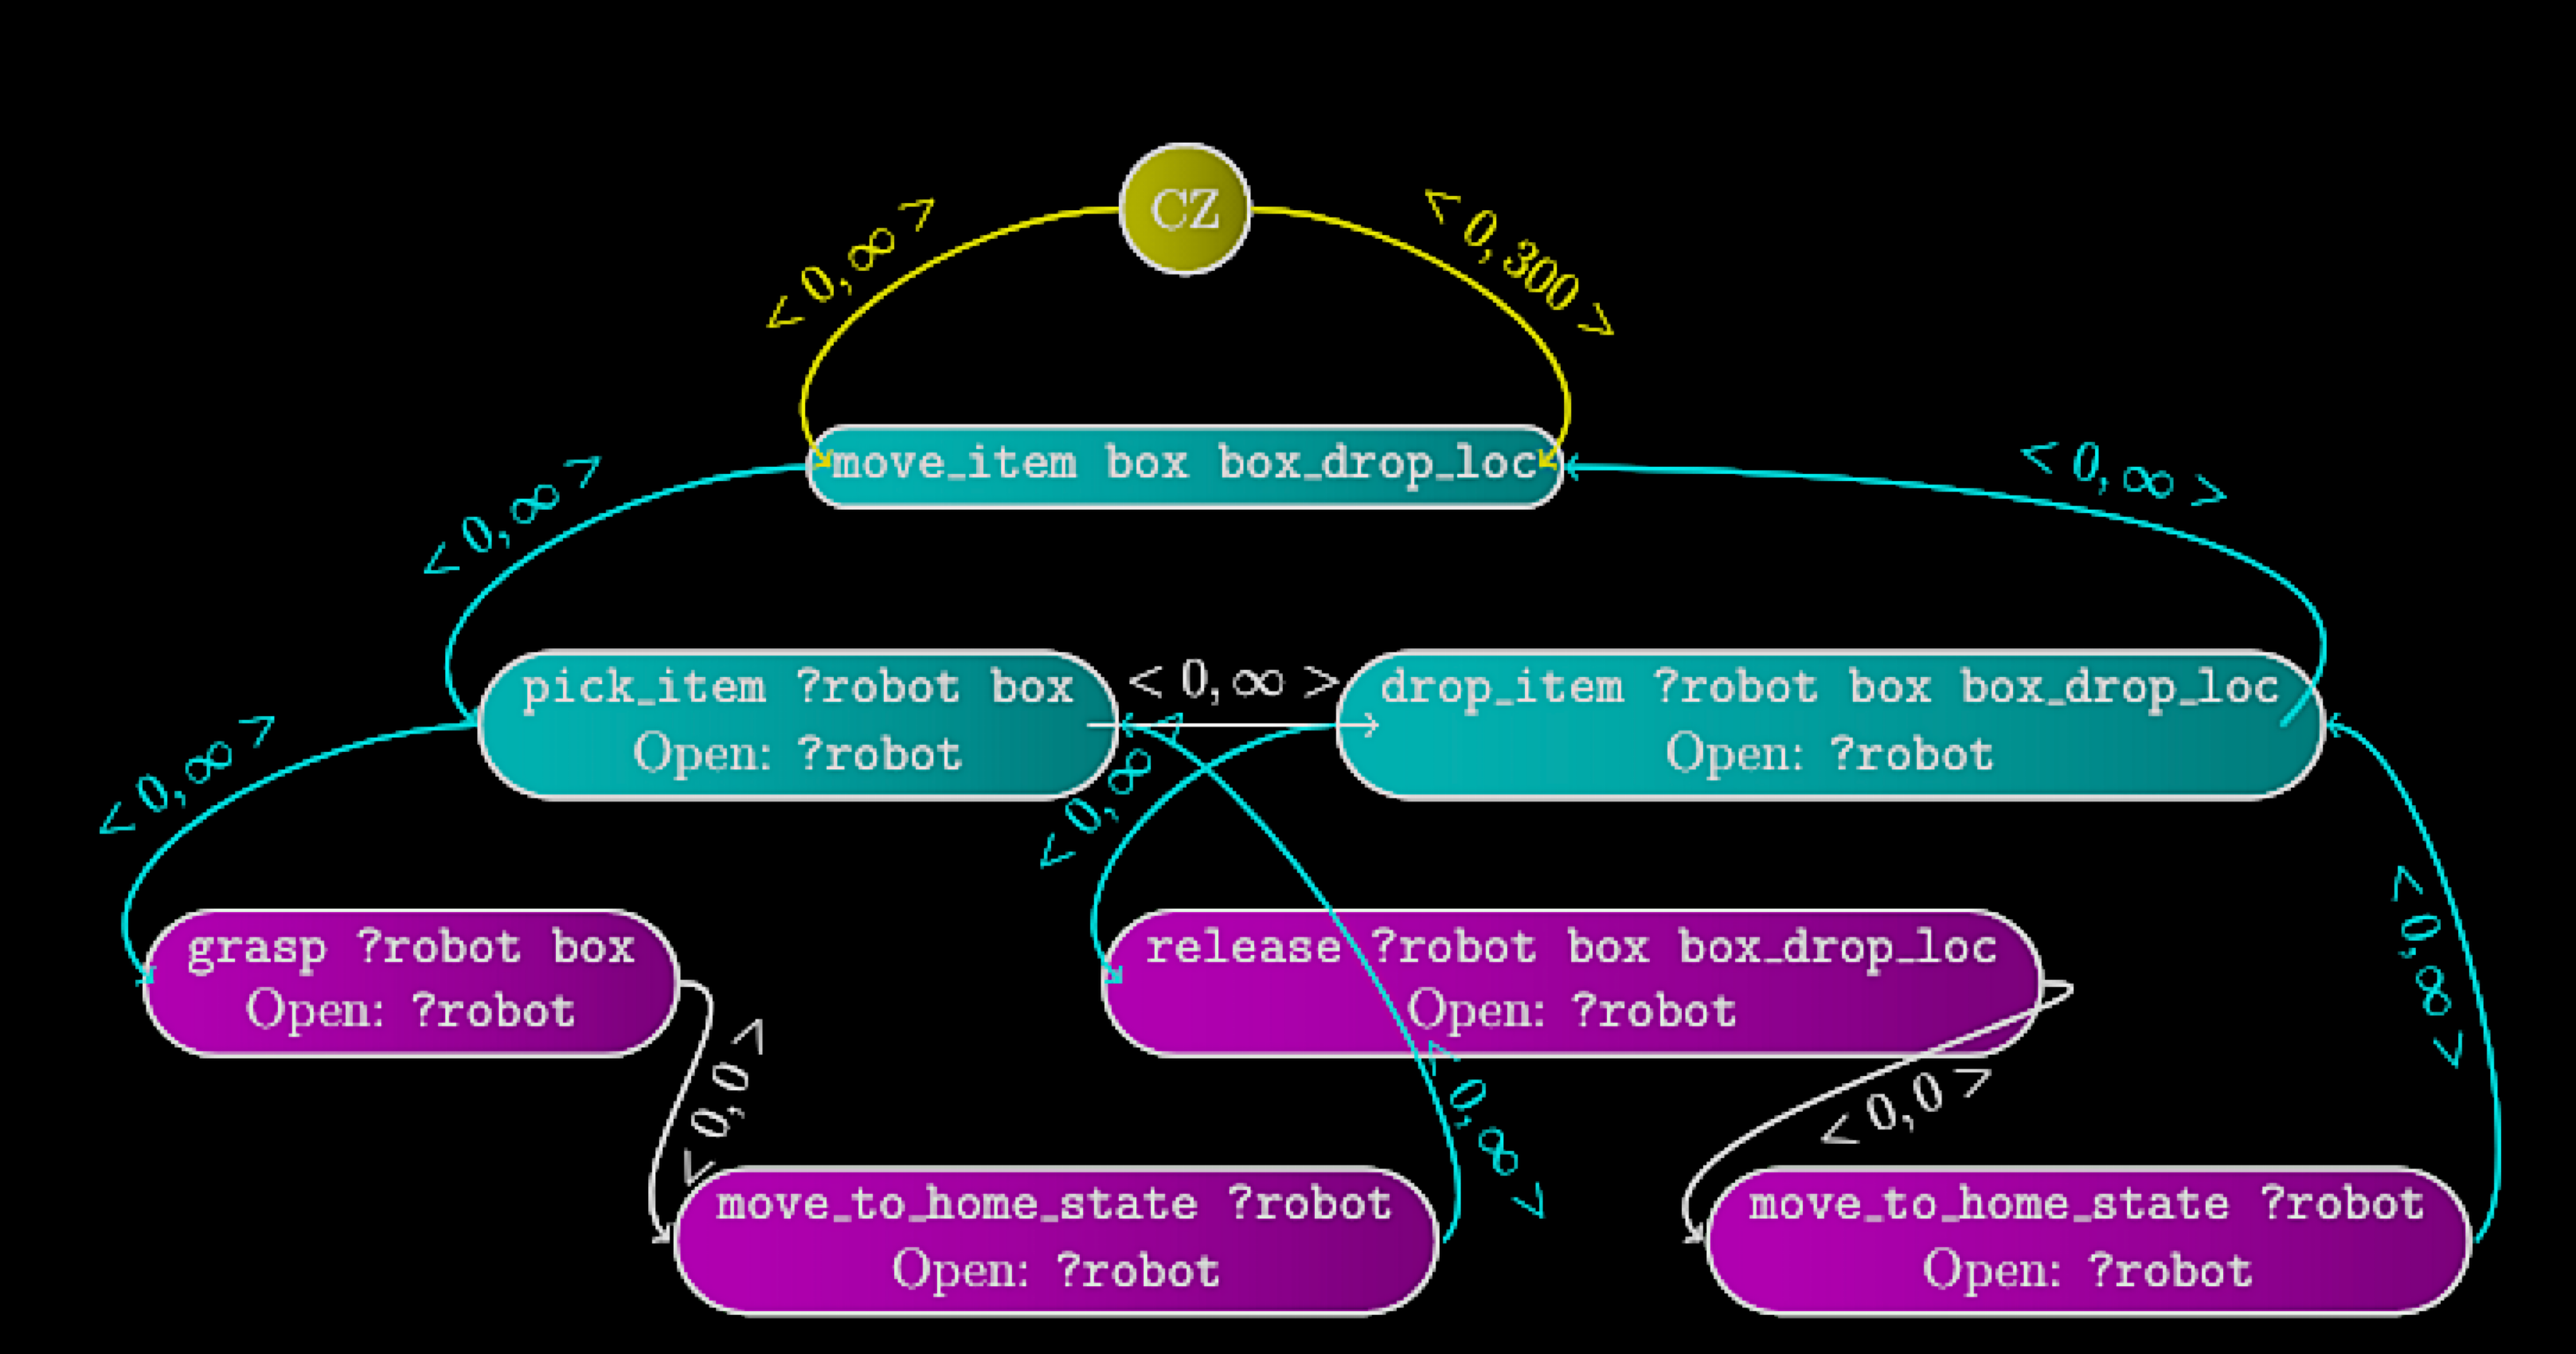 CZ
< 0, ∞ >
< 0, 300 >
move_item box box_drop_loc
< 0, ∞ >
< 0, ∞ >
pick_item ?robot box
Open: ?robot
< 0, ∞ >
drop_item ?robot box box_drop_loc
Open: ?robot
< 0, ∞ >
< 0, ∞ >
< 0, ∞ >
grasp ?robot box
Open: ?robot
release ?robot box box_drop_loc
Open: ?robot
< 0, 0 >
< 0, ∞ >
< 0, 0 >
move_to_home_state ?robot
Open: ?robot
move_to_home_state ?robot
Open: ?robot